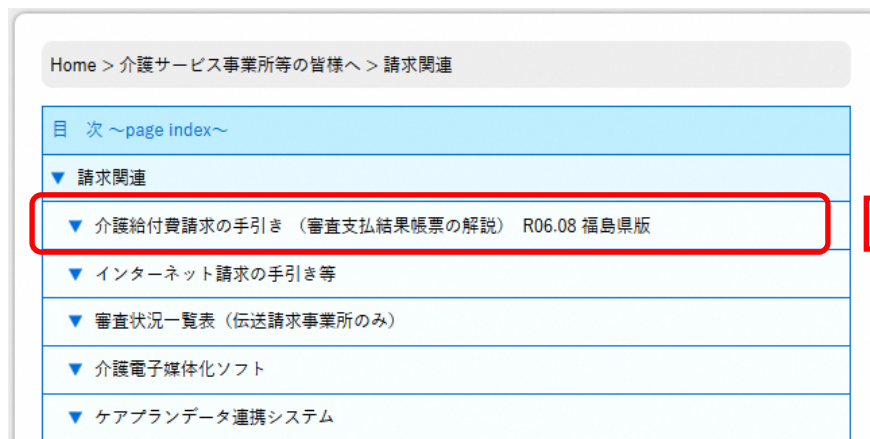 Home > 介護サービス事業所等の皆様へ > 請求関連
目　次 ～page index～
▼ 請求関連
▼ 介護給付費請求の手引き （審査支払結果帳票の解説）　R06.08 福島県版
▼ インターネット請求の手引き等
▼ 審査状況一覧表（伝送請求事業所のみ）
▼ 介護電子媒体化ソフト
▼ ケアプランデータ連携システム